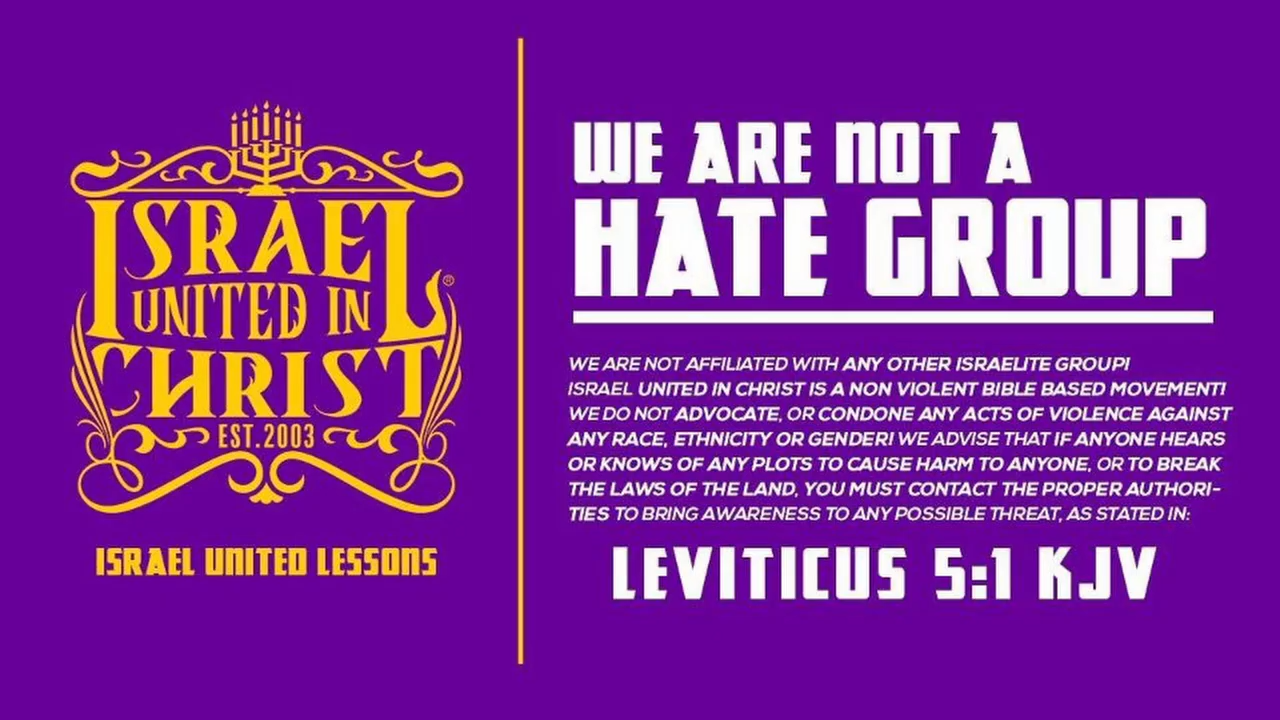 ISRAEL
UNITED IN
CHRIST
®
EST.2003
ISRAEL UNITED LESSONS
WE ARE NOT A
HATE GROUP
WE ARE NOT AFFILIATED WITH ANY OTHER ISRAELITE GROUP!
ISRAEL UNITED IN CHRIST IS A NON VIOLENT BIBLE BASED MOVEMENT!
WE DO NOT ADVOCATE, OR CONDONE ANY ACTS OF VIOLENCE AGAINST
ANY RACE, ETHNICITY OR GENDER! WE ADVISE THAT IF ANYONE HEARS
OR KNOWS OF ANY PLOTS TO CAUSE HARM TO ANYONE, OR TO BREAK
THE LAWS OF THE LAND, YOU MUST CONTACT THE PROPER AUTHORI-
TIES TO BRING AWARENESS TO ANY POSSIBLE THREAT, AS STATED IN:
LEVITICUS 5:1 KJV